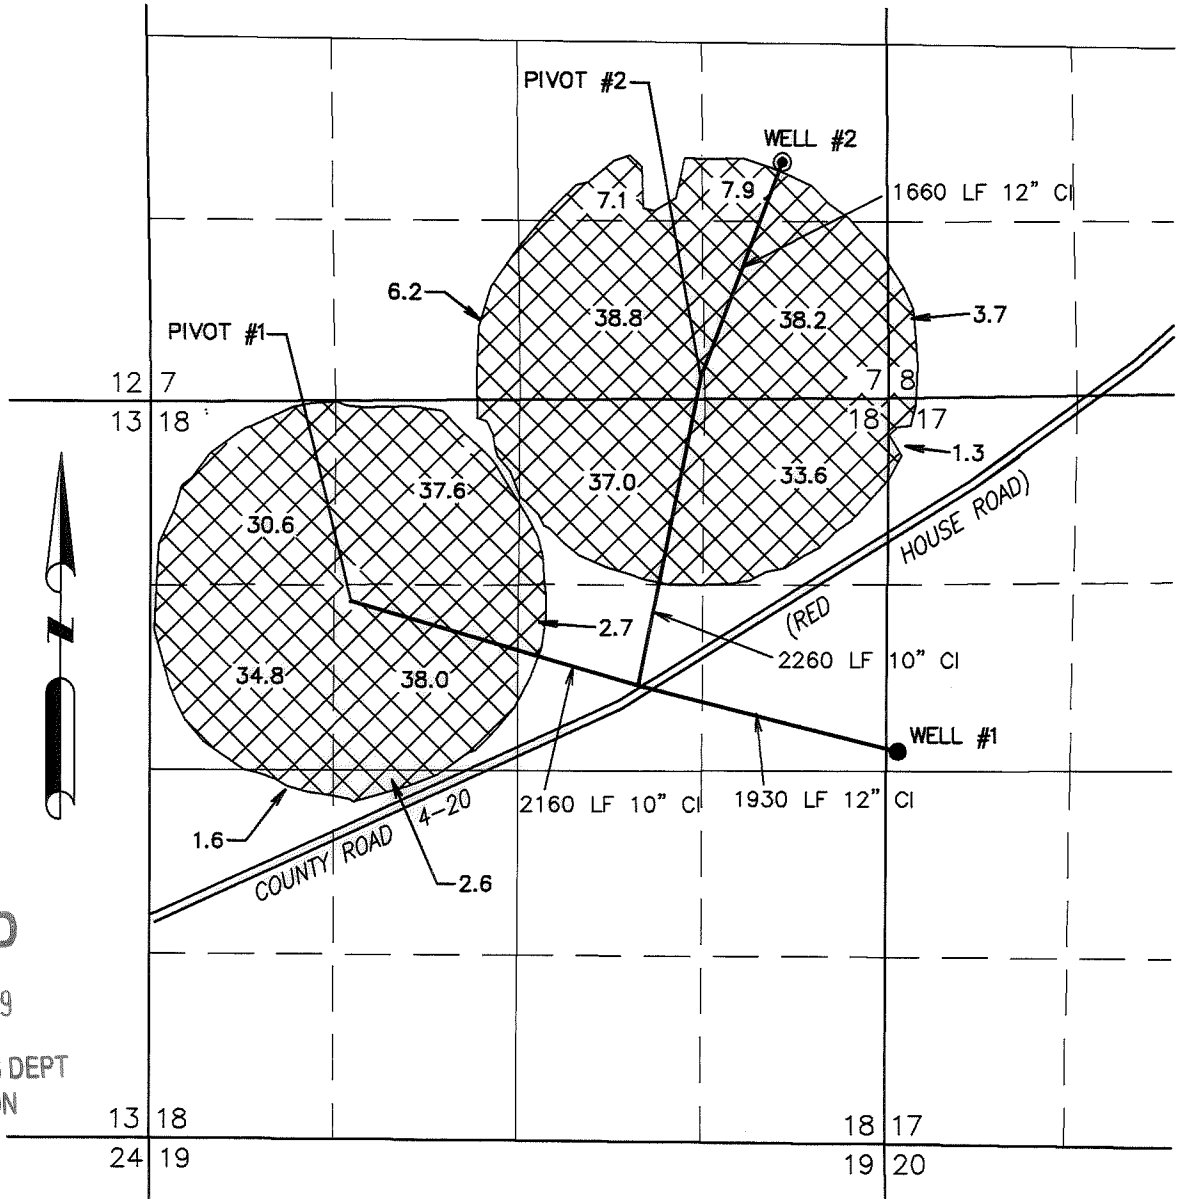 PIVOT #2
WELL #2
7.1
7.9
1660 LF 12" CI
6.2
38.8
38.2
3.7
PIVOT #1
12 7
7 8
13 18
18 17
1.3
37.6
37.0
33.6
30.6
(RED HOUSE ROAD)
2.7
2260 LF 10" CI
34.8
38.0
WELL #1
2160 LF 10" CI
1930 LF 12" CI
1.6
COUNTY ROAD 4-20
2.6
D
9
DEPT
N
13 18
18 17
24 19
19 20